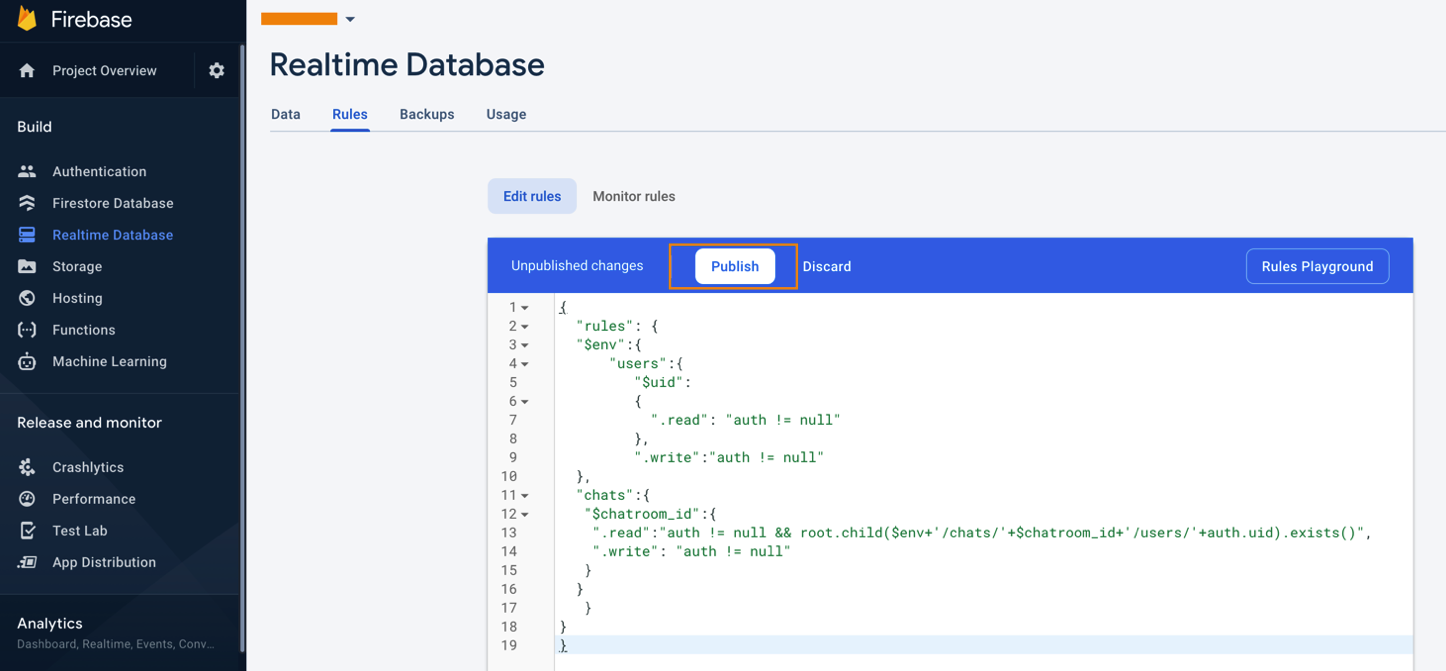 Firebase
Project Overview
Build
Authentication
Firestore Database
Realtime Database
Storage
Hosting
Functions
Machine Learning
Release and monitor
Crashlytics
Performance
Test Lab
App Distribution
Analytics
Dashboard, Realtime, Events, Conv...
Realtime Database
Data Rules Backups Usage
Edit rules Monitor rules
Unpublished changes Publish Discard Rules Playground
1 {
2 "rules": {
3 "$env":{
4 "users":{
5 "$uid":
6 {
7 ".read": "auth != null"
8 },
9 ".write":"auth != null"
10 },
11 "chats":{
12 "$chatroom_id":{
13 ".read":"auth != null && root.child($env+'/chats/'+$chatroom_id+'/users/'+auth.uid).exists()",
14 ".write": "auth != null"
15 }
16 }
17 }
18 }
19 }